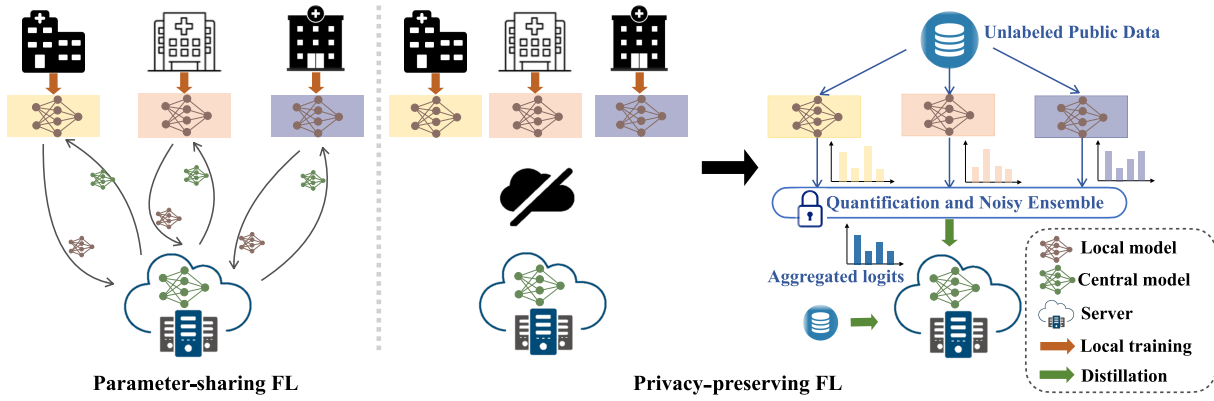 Unlabeled Public Data
Quantification and Noisy Ensemble
Aggregated logits
Local model
Central model
Server
Local training
Distillation
Parameter-sharing FL
Privacy-preserving FL